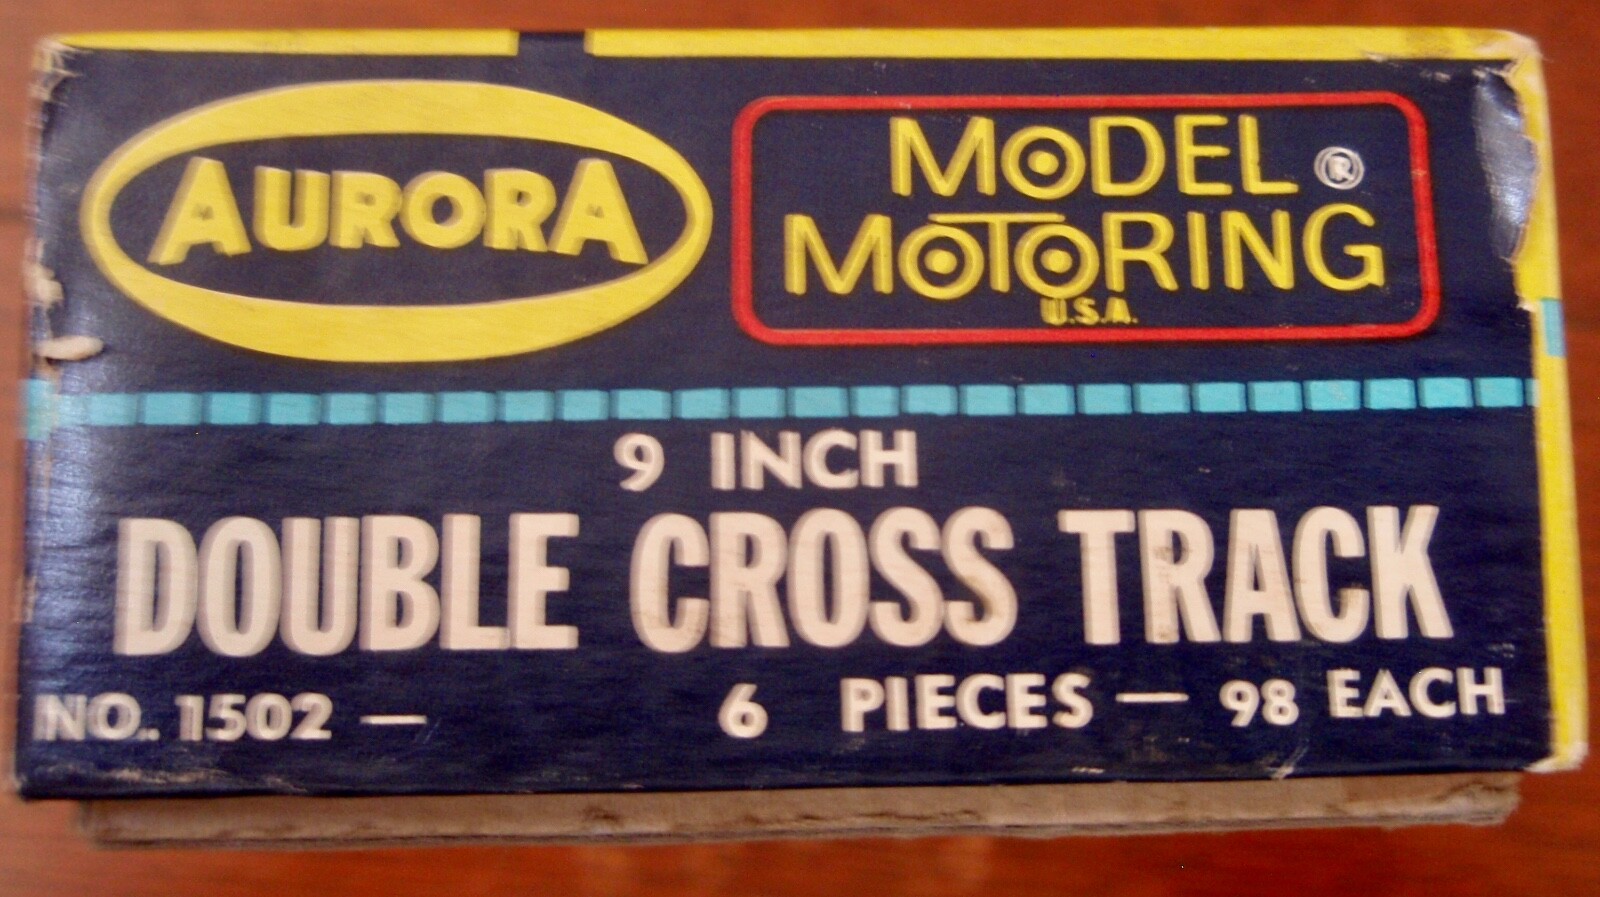 AURORA
MODEL ®
MOTORING
U.S.A.
9 INCH
DOUBLE CROSS TRACK
NO. 1502 — 6 PIECES — 98 EACH